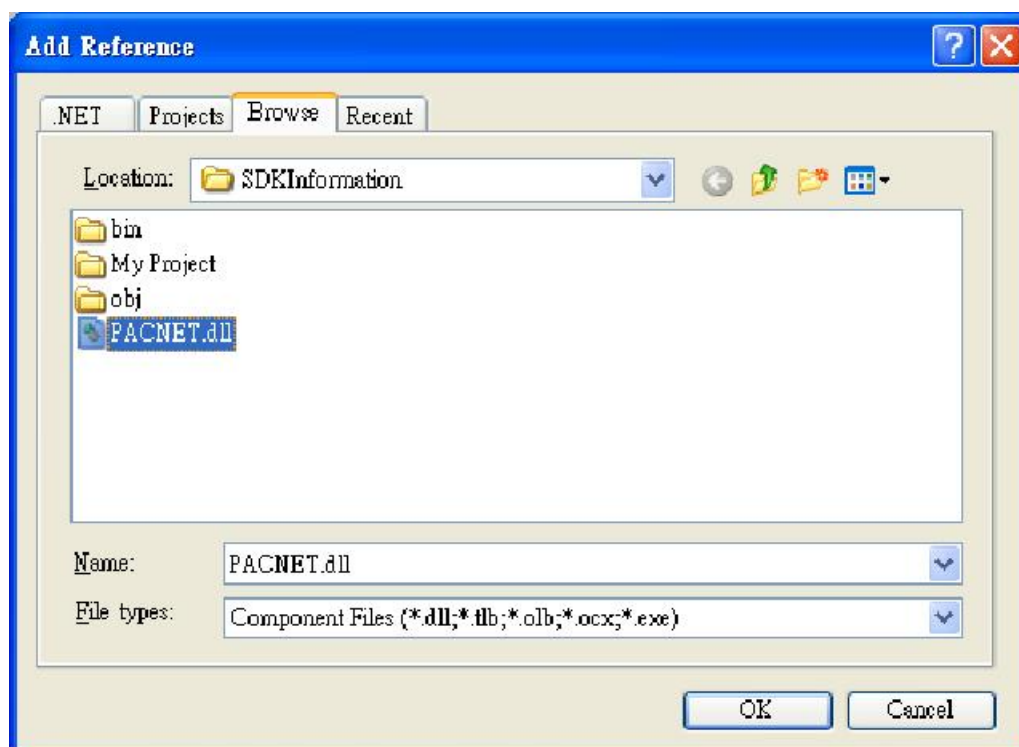 Add Reference
.NET Projects Browse Recent
Location: SDKInformation
bin
My Project
obj
PACNET.dll
Name: PACNET.dll
File types: Component Files (*.dll;*.tlb;*.olb;*.ocx;*.exe)
OK Cancel